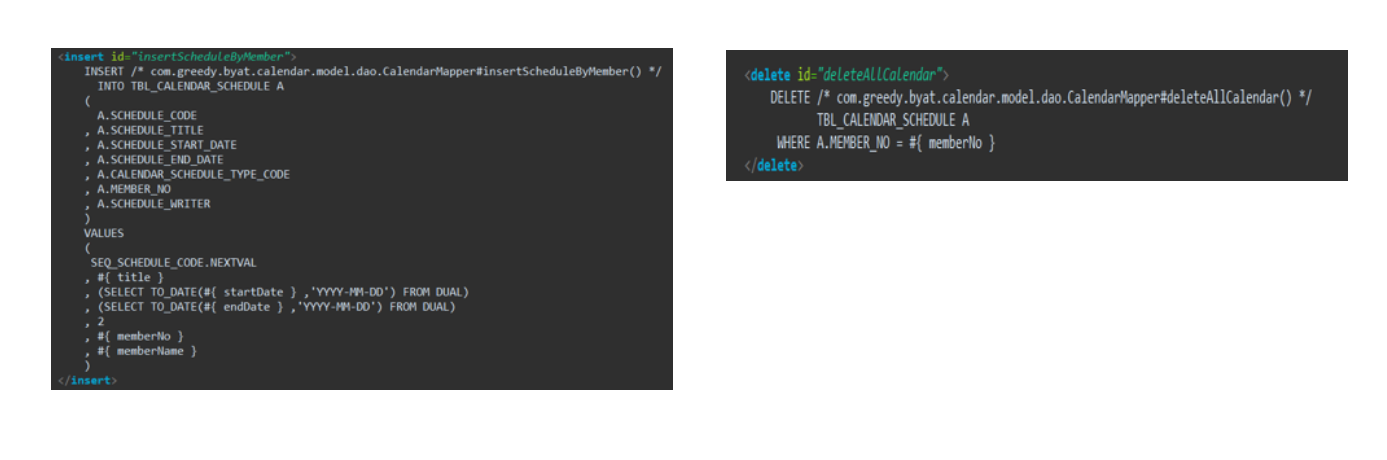 <insert id="insertScheduleByMember">
INSERT /* com.greedy.byat.calendar.model.dao.CalendarMapper#insertScheduleByMember() */
INTO TBL_CALENDAR_SCHEDULE A
(
A.SCHEDULE_CODE
, A.SCHEDULE_TITLE
, A.SCHEDULE_START_DATE
, A.SCHEDULE_END_DATE
, A.CALENDAR_SCHEDULE_TYPE_CODE
, A.MEMBER_NO
, A.SCHEDULE_WRITER
)
VALUES
(
SEQ_SCHEDULE_CODE.NEXTVAL
, #{ title }
, (SELECT TO_DATE(#{ startDate } ,'YYYY-MM-DD') FROM DUAL)
, (SELECT TO_DATE(#{ endDate } ,'YYYY-MM-DD') FROM DUAL)
, 2
, #{ memberNo }
, #{ memberName }
)
</insert>
<delete id="deleteAllCalendar">
DELETE /* com.greedy.byat.calendar.model.dao.CalendarMapper#deleteAllCalendar() */
TBL_CALENDAR_SCHEDULE A
WHERE A.MEMBER_NO = #{ memberNo }
</delete>